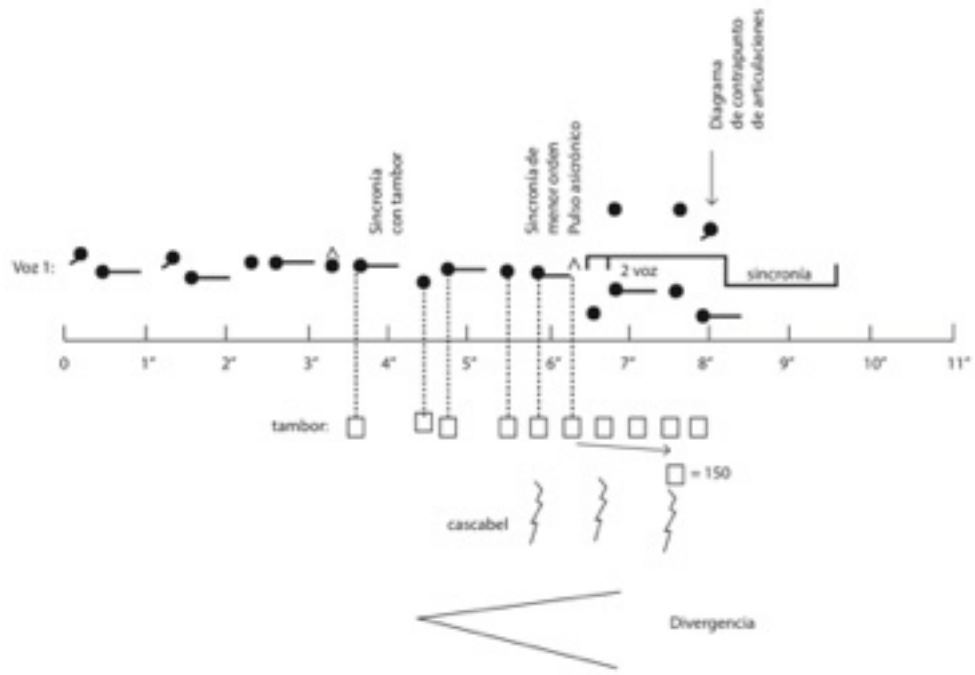 Diagrama
de contrapunto
de articulaciones
Sincronía
con tambor
Sincronía de
menor orden
Pulso asicrónico
Voz 1:
2 voz
sincronía
0
1"
2"
3"
4"
5"
6"
7"
8"
9"
10"
11"
tambor:
= 150
cascabel
Divergencia